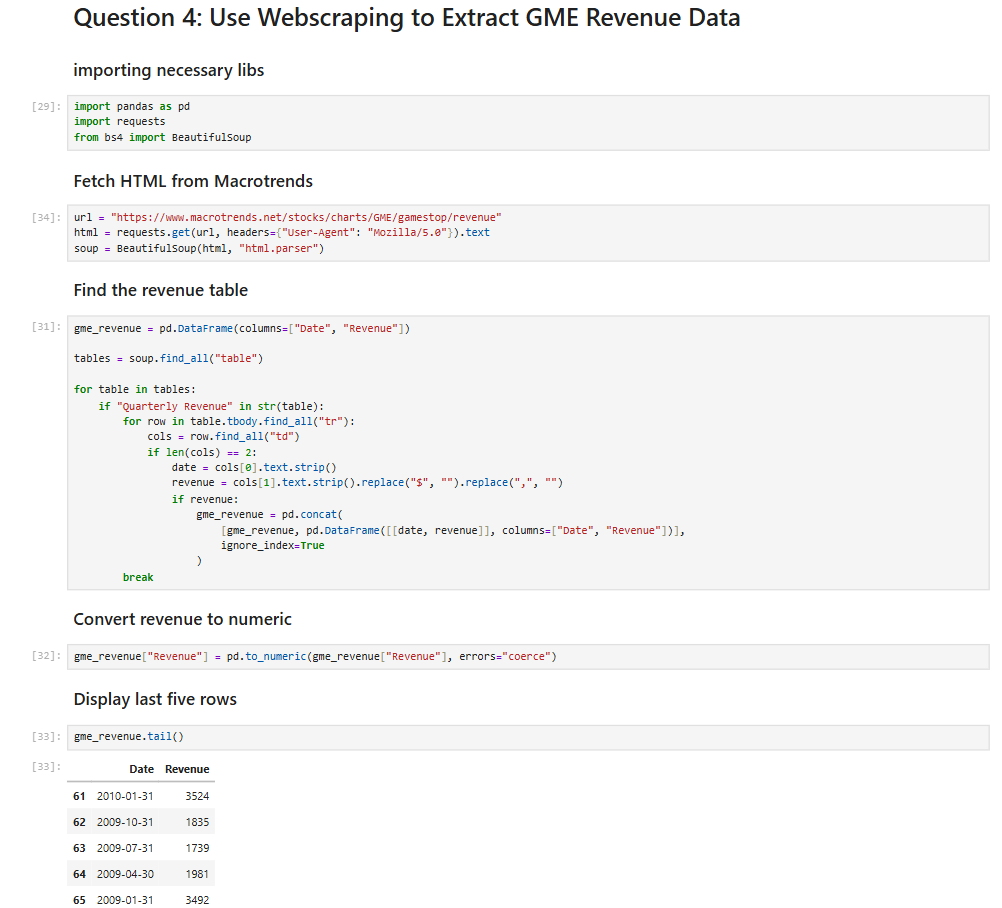 Question 4: Use Webscraping to Extract GME Revenue Data
importing necessary libs
[29]:
import pandas as pd
import requests
from bs4 import BeautifulSoup
Fetch HTML from Macrotrends
[34]:
url = "https://www.macrotrends.net/stocks/charts/GME/gamestop/revenue"
html = requests.get(url, headers={"User-Agent": "Mozilla/5.0"}).text
soup = BeautifulSoup(html, "html.parser")
Find the revenue table
[31]:
gme_revenue = pd.DataFrame(columns=["Date", "Revenue"])
tables = soup.find_all("table")
for table in tables:
    if "Quarterly Revenue" in str(table):
        for row in table.tbody.find_all("tr"):
            cols = row.find_all("td")
            if len(cols) == 2:
                date = cols[0].text.strip()
                revenue = cols[1].text.strip().replace("$", "").replace(",", "")
                if revenue:
                    gme_revenue = pd.concat(
                        [gme_revenue, pd.DataFrame([[date, revenue]], columns=["Date", "Revenue"])],
                        ignore_index=True
                    )
        break
Convert revenue to numeric
[32]:
gme_revenue["Revenue"] = pd.to_numeric(gme_revenue["Revenue"], errors="coerce")
Display last five rows
[33]:
gme_revenue.tail()
[33]:
Date Revenue
61 2010-01-31 3524
62 2009-10-31 1835
63 2009-07-31 1739
64 2009-04-30 1981
65 2009-01-31 3492